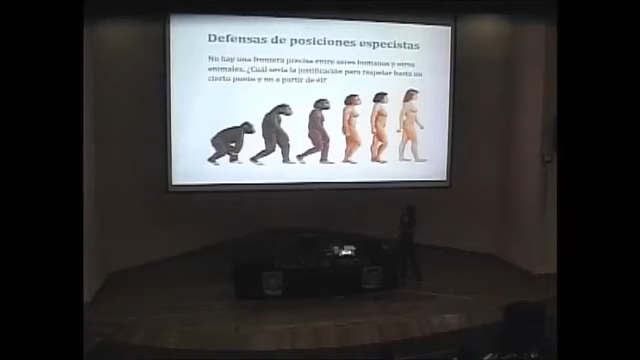 Defensas de posiciones especistas
No hay una frontera precisa entre seres humanos y otros
animales. ¿Cuál sería la justificación para respetar hasta un
cierto punto y no a partir de él?